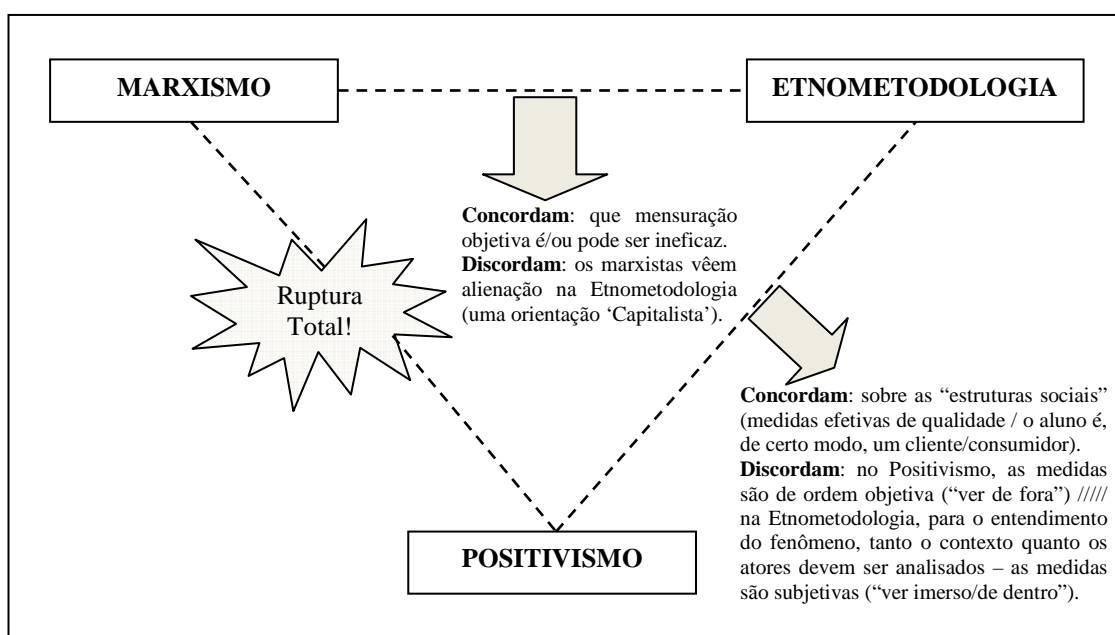 MARXISMO
ETNOMETODOLOGIA
Concordam: que mensuração
objetiva é/ou pode ser ineficaz.
Discordam: os marxistas vêem
alienação na Etnometodologia
(uma orientação ‘Capitalista’).
Ruptura
Total!
Concordam: sobre as “estruturas sociais”
(medidas efetivas de qualidade / o aluno é,
de certo modo, um cliente/consumidor).
Discordam: no Positivismo, as medidas
são de ordem objetiva (“ver de fora”) /////
na Etnometodologia, para o entendimento
do fenômeno, tanto o contexto quanto os
atores devem ser analisados – as medidas
são subjetivas (“ver imerso/de dentro”).
POSITIVISMO